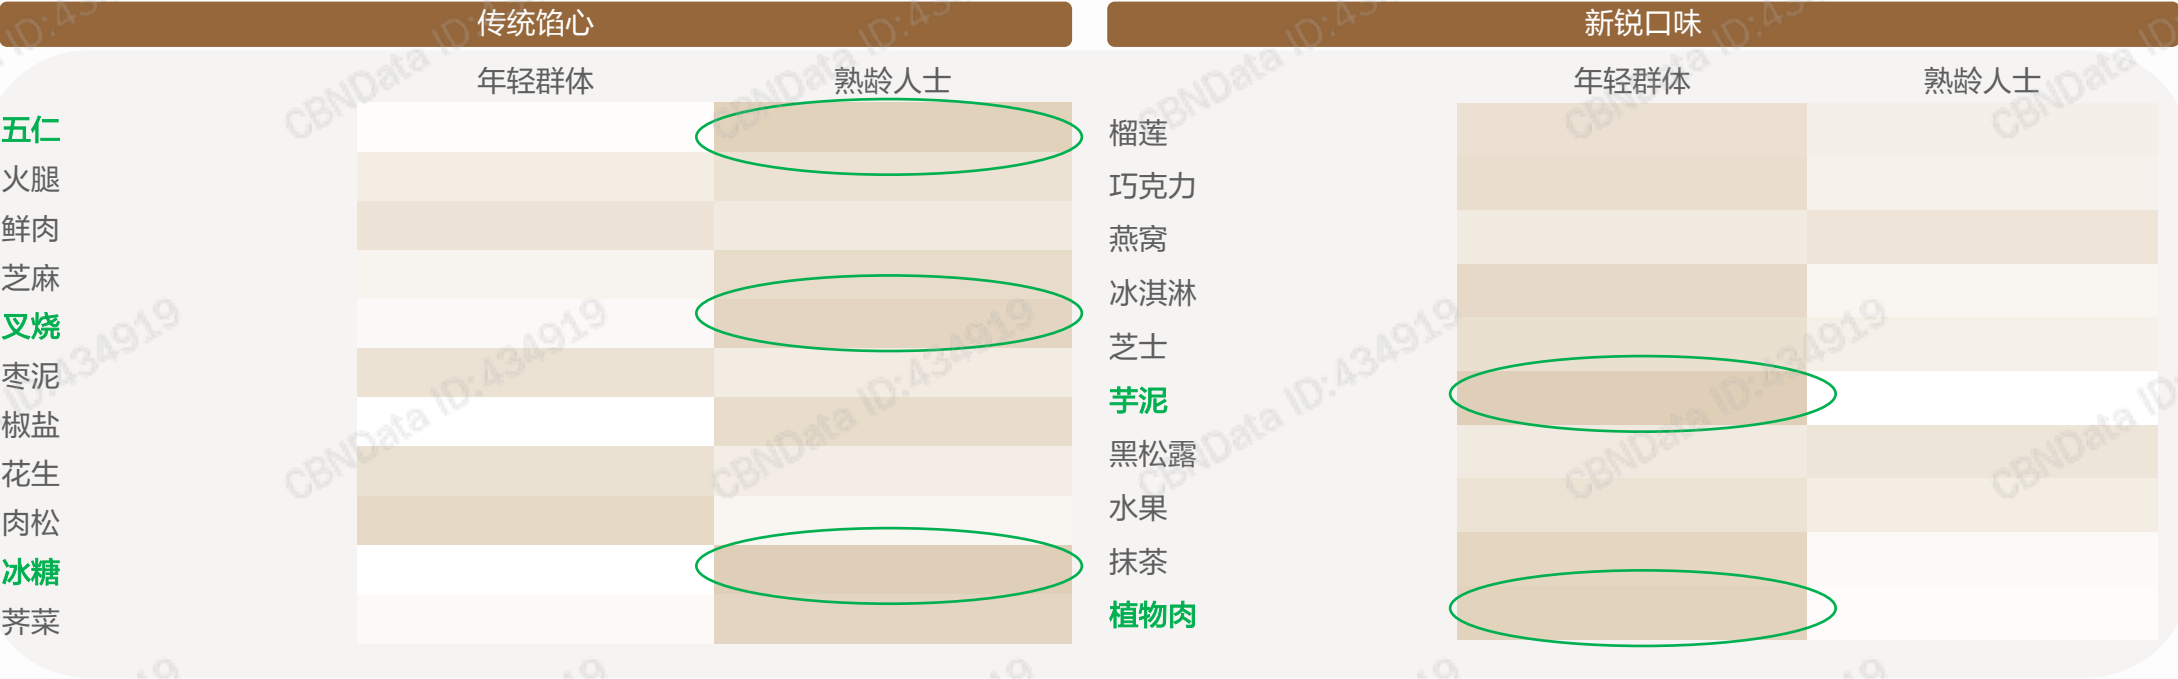 传统馅心
新锐口味
年轻群体 熟龄人士
五仁
火腿
鲜肉
芝麻
叉烧
枣泥
椒盐
花生
肉松
冰糖
荠菜
年轻群体 熟龄人士
榴莲
巧克力
燕窝
冰淇淋
芝士
芋泥
黑松露
水果
抹茶
植物肉
CBNData ID:434919